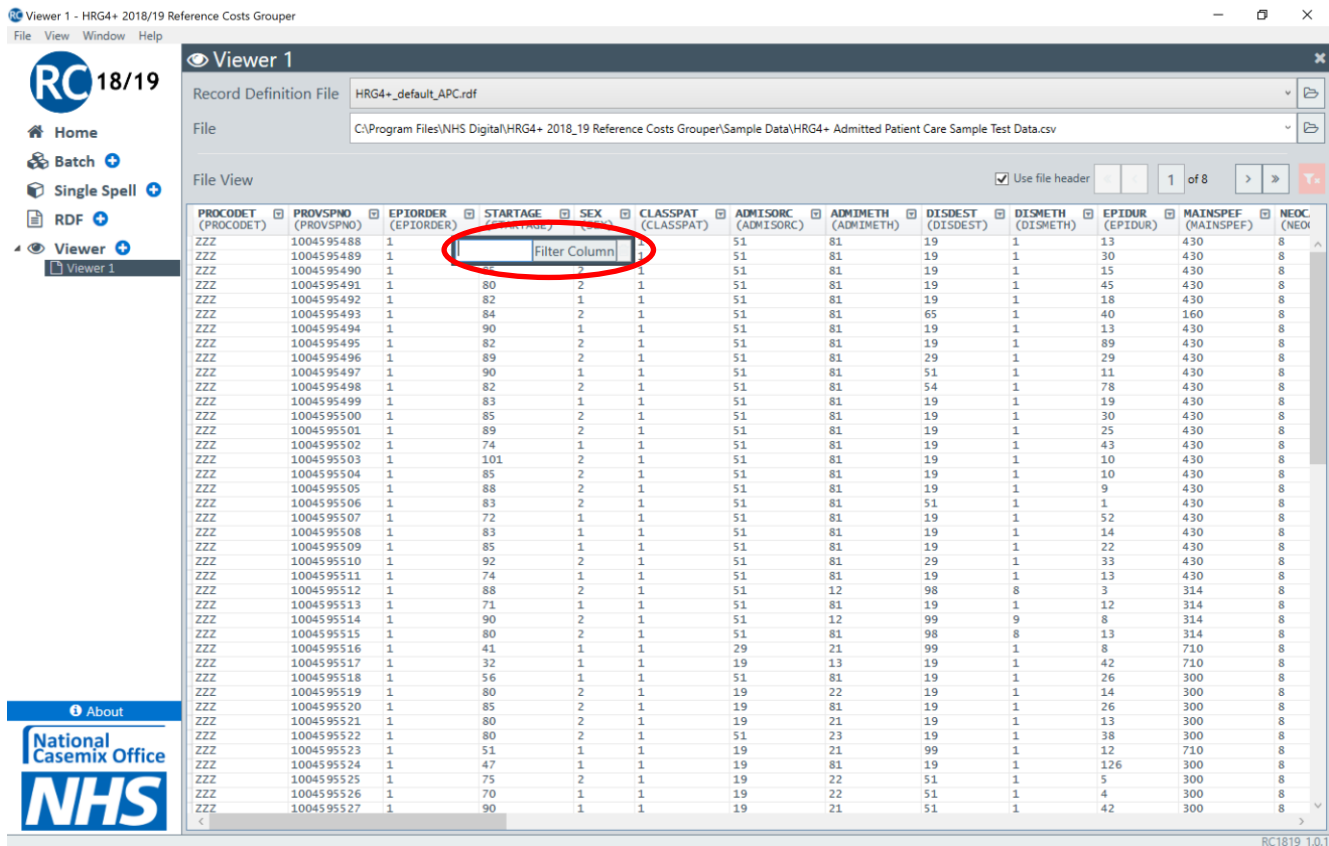 Viewer 1 - HRG4+ 2018/19 Reference Costs Grouper
File View Window Help
RC 18/19
Home
Batch
Single Spell
RDF
Viewer
Viewer 1
About
National
Casemix Office
NHS
Viewer 1
Record Definition File HRG4+_default_APC.rdf
File C:\Program Files\NHS Digital\HRG4+ 2018_19 Reference Costs Grouper\Sample Data\HRG4+ Admitted Patient Care Sample Test Data.csv
File View Use file header 1 of 8
PROCODET PROVSPNO EPIORDER STARTAGE SEX CLASSPAT ADMISORC ADMIMETH DISDEST DISMETH EPIDUR MAINSPEF NEOC
(PROCODET) (PROVSPNO) (EPIORDER) (STARTAGE) (SEX) (CLASSPAT) (ADMISORC) (ADMIMETH) (DISDEST) (DISMETH) (EPIDUR) (MAINSPEF) (NEOC
ZZZ 1004595488 1 1 51 81 19 1 13 430 8
Filter Column
ZZZ 1004595489 1 1 51 81 19 1 30 430 8
ZZZ 1004595490 1 2 1 51 81 19 1 15 430 8
ZZZ 1004595491 1 80 2 1 51 81 19 1 45 430 8
ZZZ 1004595492 1 82 1 1 51 81 19 1 18 430 8
ZZZ 1004595493 1 84 2 1 51 81 65 1 40 160 8
ZZZ 1004595494 1 90 1 1 51 81 19 1 13 430 8
ZZZ 1004595495 1 82 2 1 51 81 19 1 89 430 8
ZZZ 1004595496 1 89 2 1 51 81 29 1 29 430 8
ZZZ 1004595497 1 90 1 1 51 81 51 1 11 430 8
ZZZ 1004595498 1 82 2 1 51 81 54 1 78 430 8
ZZZ 1004595499 1 83 1 1 51 81 19 1 19 430 8
ZZZ 1004595500 1 85 2 1 51 81 19 1 30 430 8
ZZZ 1004595501 1 89 2 1 51 81 19 1 25 430 8
ZZZ 1004595502 1 74 1 1 51 81 19 1 43 430 8
ZZZ 1004595503 1 101 2 1 51 81 19 1 10 430 8
ZZZ 1004595504 1 85 2 1 51 81 19 1 10 430 8
ZZZ 1004595505 1 88 2 1 51 81 19 1 9 430 8
ZZZ 1004595506 1 83 2 1 51 81 51 1 1 430 8
ZZZ 1004595507 1 72 1 1 51 81 19 1 52 430 8
ZZZ 1004595508 1 83 1 1 51 81 19 1 14 430 8
ZZZ 1004595509 1 85 1 1 51 81 19 1 22 430 8
ZZZ 1004595510 1 92 2 1 51 81 29 1 33 430 8
ZZZ 1004595511 1 74 1 1 51 81 19 1 13 430 8
ZZZ 1004595512 1 88 2 1 51 12 98 8 3 314 8
ZZZ 1004595513 1 71 1 1 51 81 19 1 12 314 8
ZZZ 1004595514 1 90 2 1 51 12 99 9 8 314 8
ZZZ 1004595515 1 80 2 1 51 81 98 8 13 314 8
ZZZ 1004595516 1 41 1 1 29 21 99 1 8 710 8
ZZZ 1004595517 1 32 1 1 19 13 19 1 42 710 8
ZZZ 1004595518 1 56 1 1 51 81 19 1 26 300 8
ZZZ 1004595519 1 80 2 1 19 22 19 1 14 300 8
ZZZ 1004595520 1 85 2 1 19 81 19 1 26 300 8
ZZZ 1004595521 1 80 2 1 19 21 19 1 13 300 8
ZZZ 1004595522 1 80 2 1 51 23 19 1 38 300 8
ZZZ 1004595523 1 51 1 1 19 21 99 1 12 710 8
ZZZ 1004595524 1 47 1 1 19 81 19 1 126 300 8
ZZZ 1004595525 1 75 2 1 19 22 51 1 5 300 8
ZZZ 1004595526 1 70 1 1 19 22 51 1 4 300 8
ZZZ 1004595527 1 90 1 1 19 21 51 1 42 300 8
RC1819 1.0.1